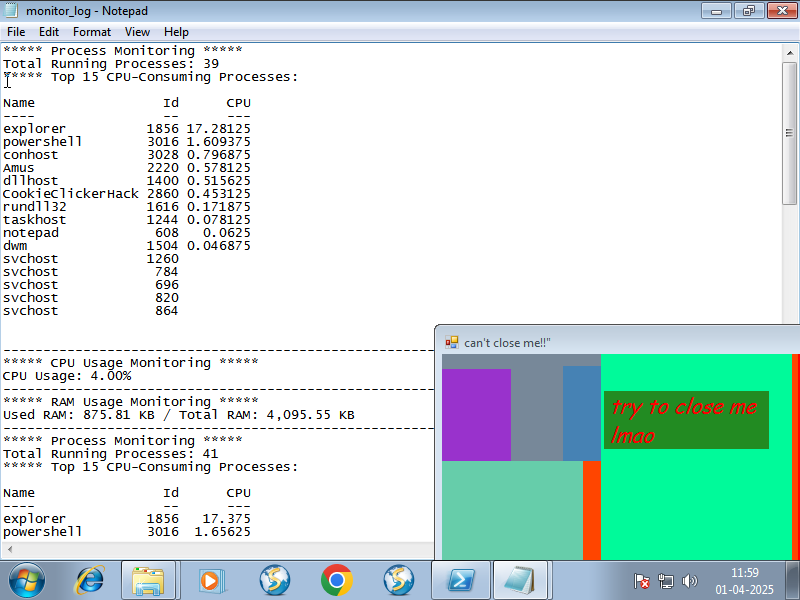 monitor_log - Notepad
File Edit Format View Help
***** Process Monitoring *****
Total Running Processes: 39
***** Top 15 CPU-Consuming Processes:
Name Id CPU
---- -- ---
explorer 1856 17.28125
powershell 3016 1.609375
conhost 3028 0.796875
Amus 2220 0.578125
dllhost 1400 0.515625
CookieClickerHack 2860 0.453125
rundll32 1616 0.171875
taskhost 1244 0.078125
notepad 608 0.0625
dwm 1504 0.046875
svchost 1260
svchost 784
svchost 696
svchost 820
svchost 864
------------------------------------------------------
***** CPU Usage Monitoring *****
CPU Usage: 4.00%
------------------------------------------------------
***** RAM Usage Monitoring *****
Used RAM: 875.81 KB / Total RAM: 4,095.55 KB
------------------------------------------------------
***** Process Monitoring *****
Total Running Processes: 41
***** Top 15 CPU-Consuming Processes:
Name Id CPU
---- -- ---
explorer 1856 17.375
powershell 3016 1.65625
can't close me!!"
try to close me
lmao
11:59
01-04-2025